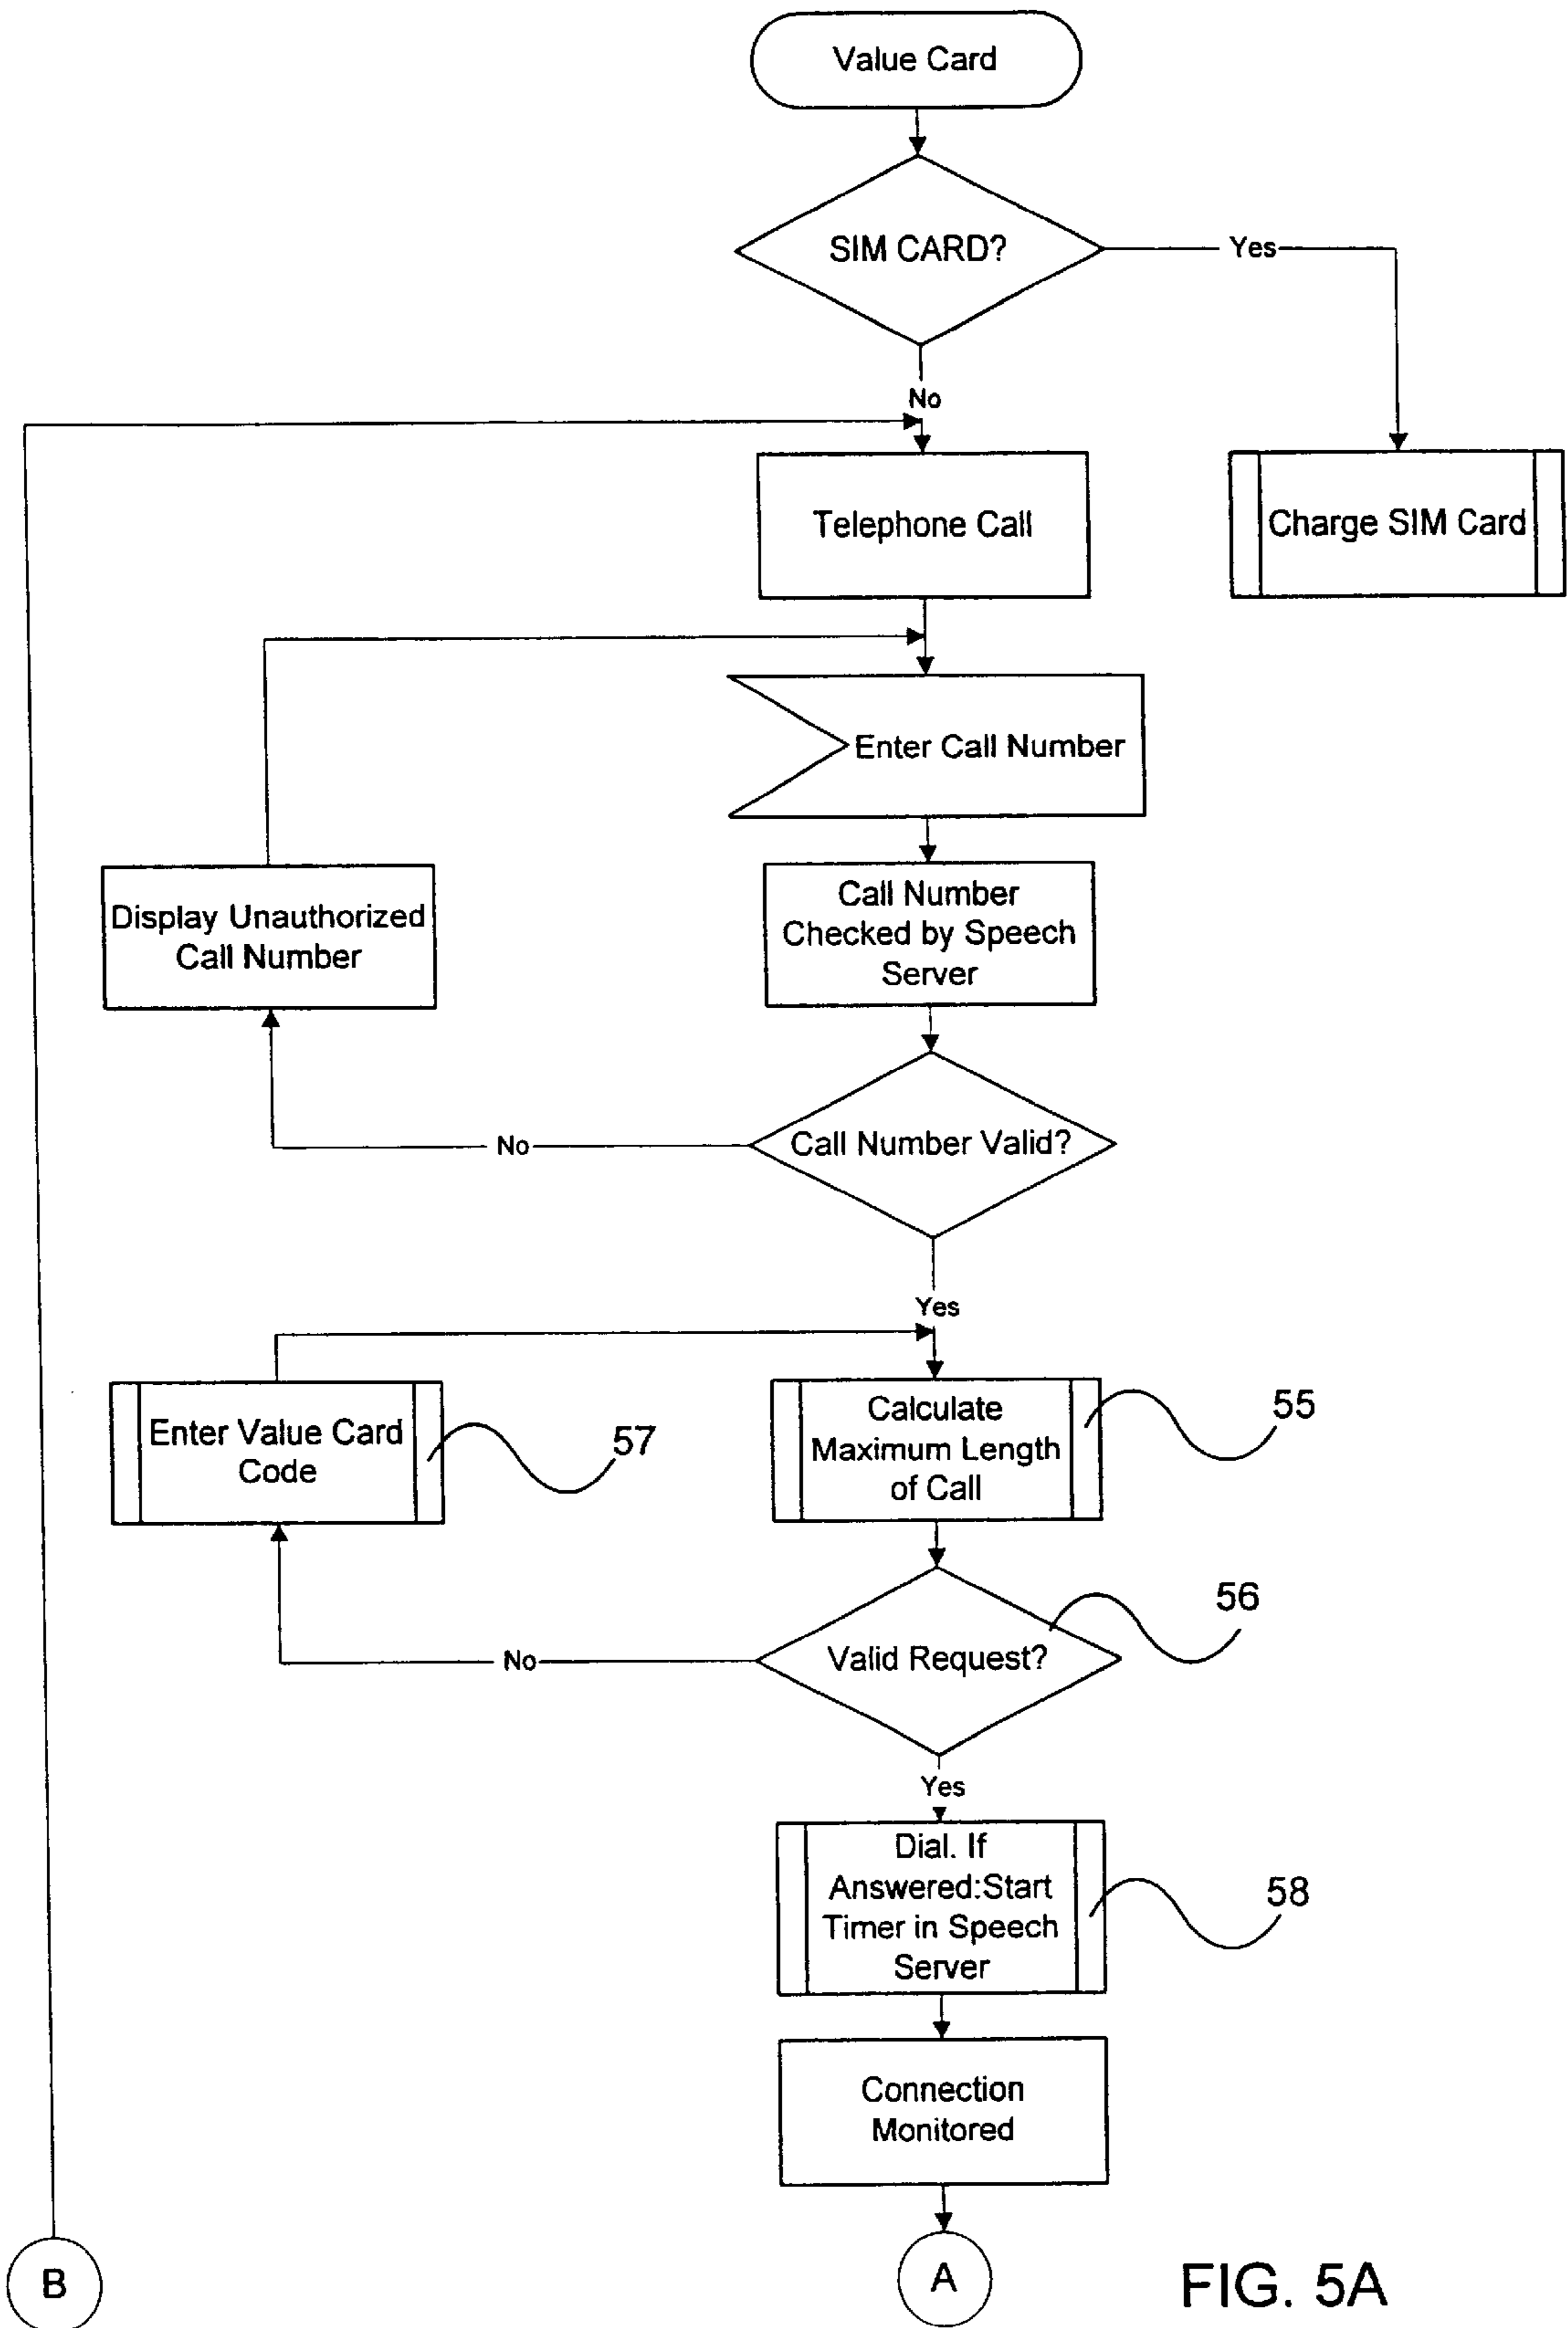 Value Card
SIM CARD?
Yes
No
Telephone Call
Charge SIM Card
Enter Call Number
Display Unauthorized
Call Number
Call Number
Checked by Speech
Server
No
Call Number Valid?
Yes
Enter Value Card
Code
57
Calculate
Maximum Length
of Call
55
56
No
Valid Request?
Yes
Dial. If
Answered:Start
Timer in Speech
Server
58
Connection
Monitored
B
A
FIG. 5A